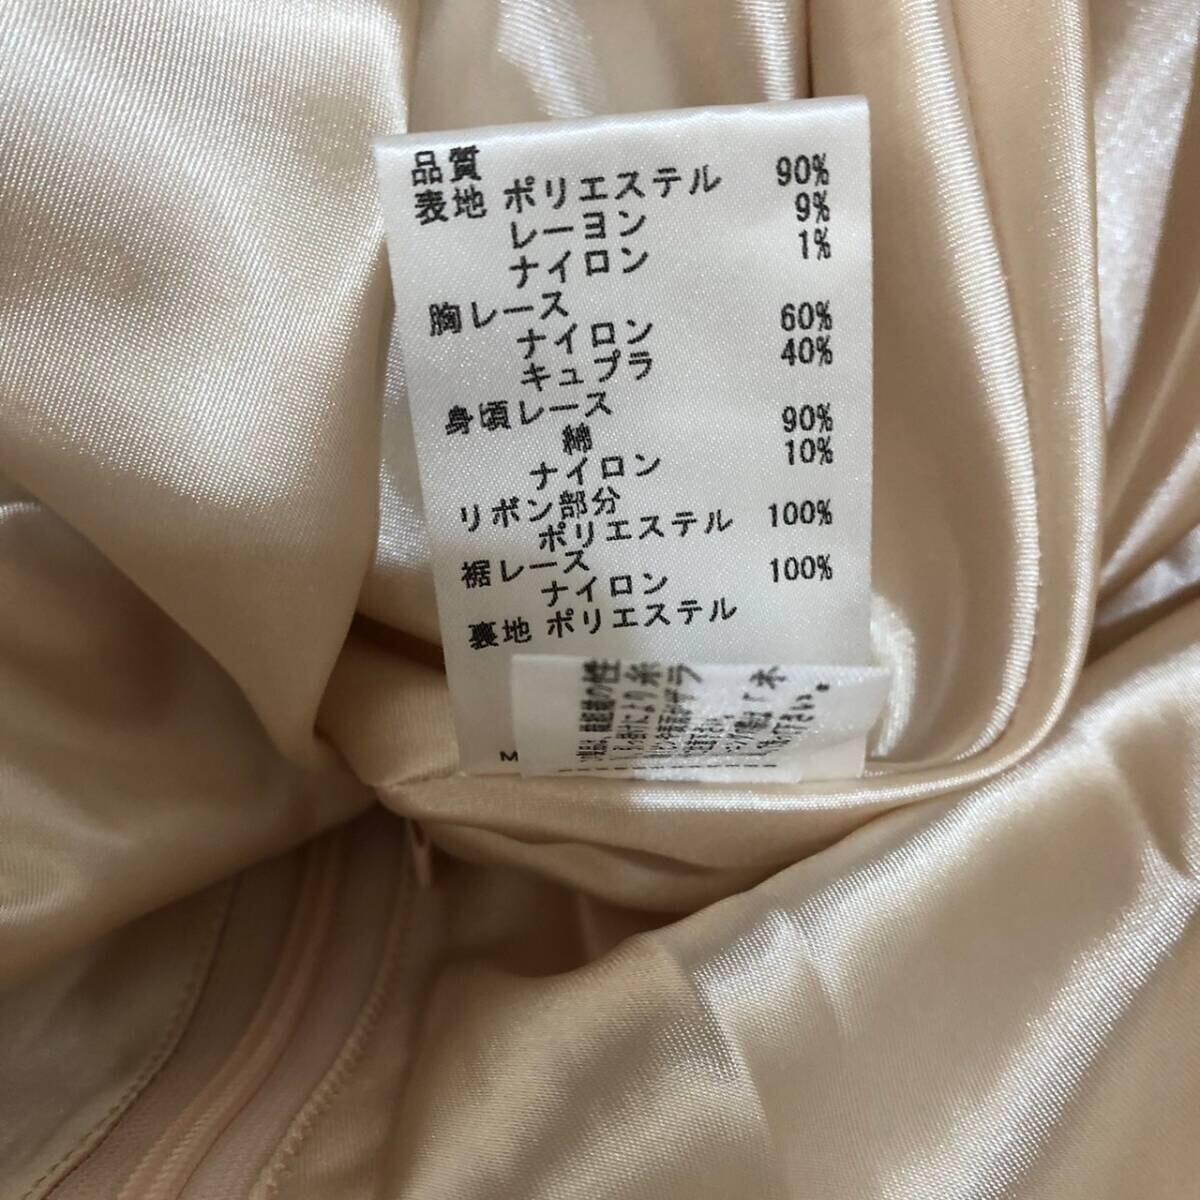 品質
表地 ポリエステル 90%
レーヨン 9%
ナイロン 1%
胸レース
ナイロン 60%
キュプラ 40%
身頃レース
綿 90%
ナイロン 10%
リボン部分
ポリエステル 100%
裾レース
ナイロン 100%
裏地 ポリエステル
M